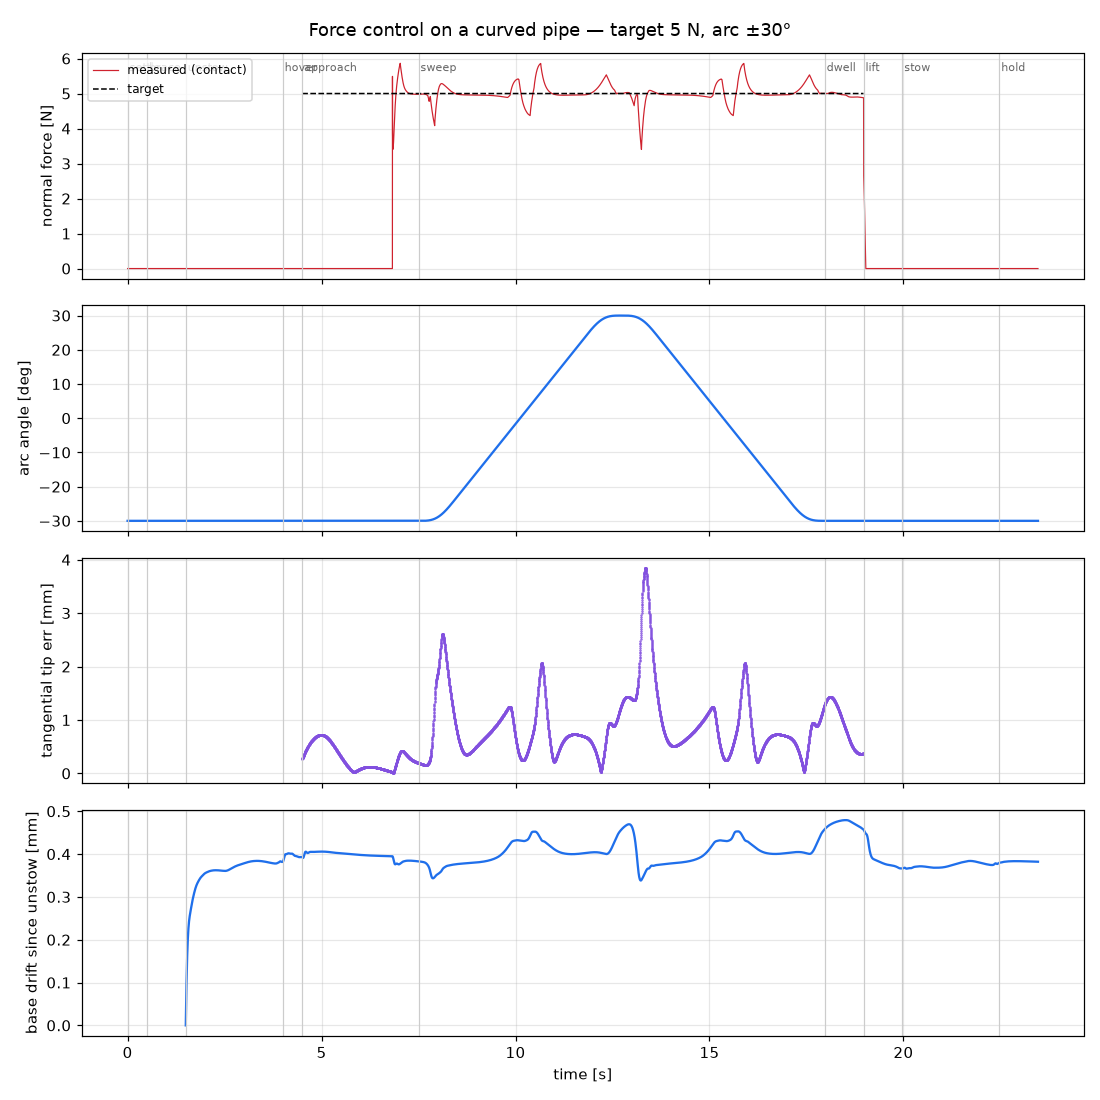 Force control on a curved pipe — target 5 N, arc ±30°
measured (contact)
target
hover
approach
sweep
dwell
lift
stow
hold
normal force [N]
6
5
4
3
2
1
0
arc angle [deg]
30
20
10
0
−10
−20
−30
tangential tip err [mm]
4
3
2
1
0
base drift since unstow [mm]
0.5
0.4
0.3
0.2
0.1
0.0
0
5
10
15
20
time [s]